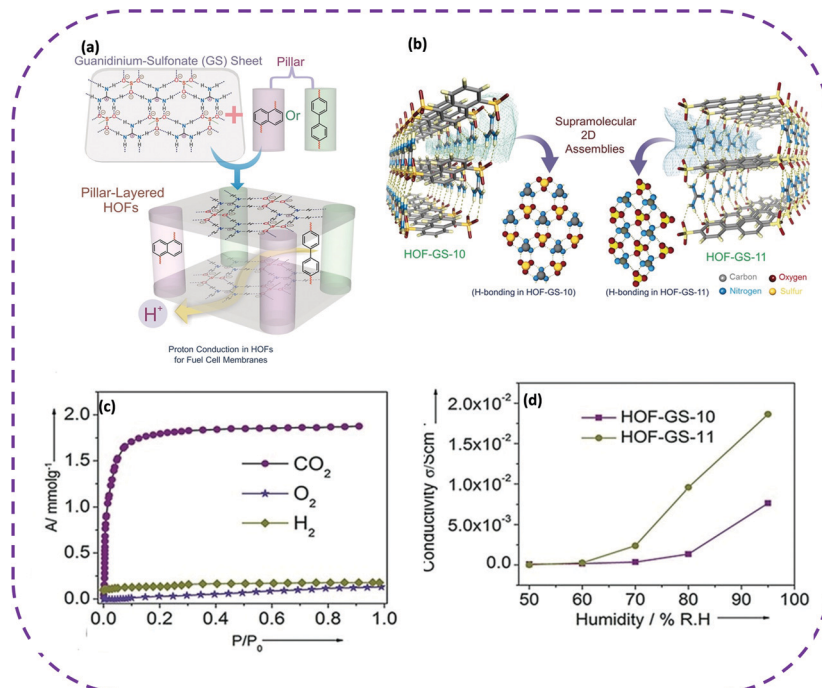 (a)
Guanidinium-Sulfonate (GS) Sheet
Pillar
Or
Pillar-Layered
HOFs
H⁺
Proton Conduction in HOFs
for Fuel Cell Membranes
(b)
Supramolecular
2D
Assemblies
HOF-GS-10
HOF-GS-11
(H-bonding in HOF-GS-10)
(H-bonding in HOF-GS-11)
Carbon
Oxygen
Nitrogen
Sulfur
(c)
A/ mmolg⁻¹
2.0
1.5
1.0
0.5
0.0
CO₂
O₂
H₂
0.0 0.2 0.4 0.6 0.8 1.0
P/P₀
(d)
Conductivity σ/Scm⁻
2.0x10⁻²
1.5x10⁻²
1.0x10⁻²
5.0x10⁻³
0.0
HOF-GS-10
HOF-GS-11
50 60 70 80 90 100
Humidity / % R.H